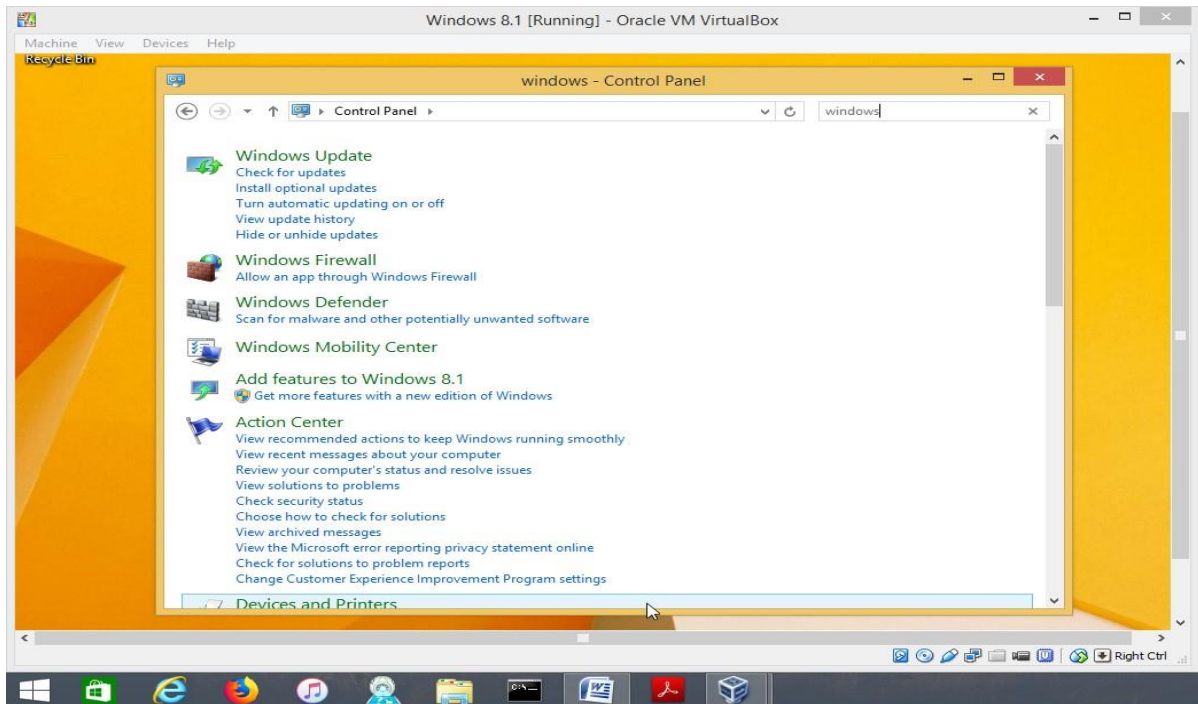 Windows 8.1 [Running] - Oracle VM VirtualBox
Machine View Devices Help
Recycle Bin
windows - Control Panel
Control Panel
windows
Windows Update
Check for updates
Install optional updates
Turn automatic updating on or off
View update history
Hide or unhide updates
Windows Firewall
Allow an app through Windows Firewall
Windows Defender
Scan for malware and other potentially unwanted software
Windows Mobility Center
Add features to Windows 8.1
Get more features with a new edition of Windows
Action Center
View recommended actions to keep Windows running smoothly
View recent messages about your computer
Review your computer's status and resolve issues
View solutions to problems
Check security status
Choose how to check for solutions
View archived messages
View the Microsoft error reporting privacy statement online
Check for solutions to problem reports
Change Customer Experience Improvement Program settings
Devices and Printers
Right Ctrl
C:\_
W